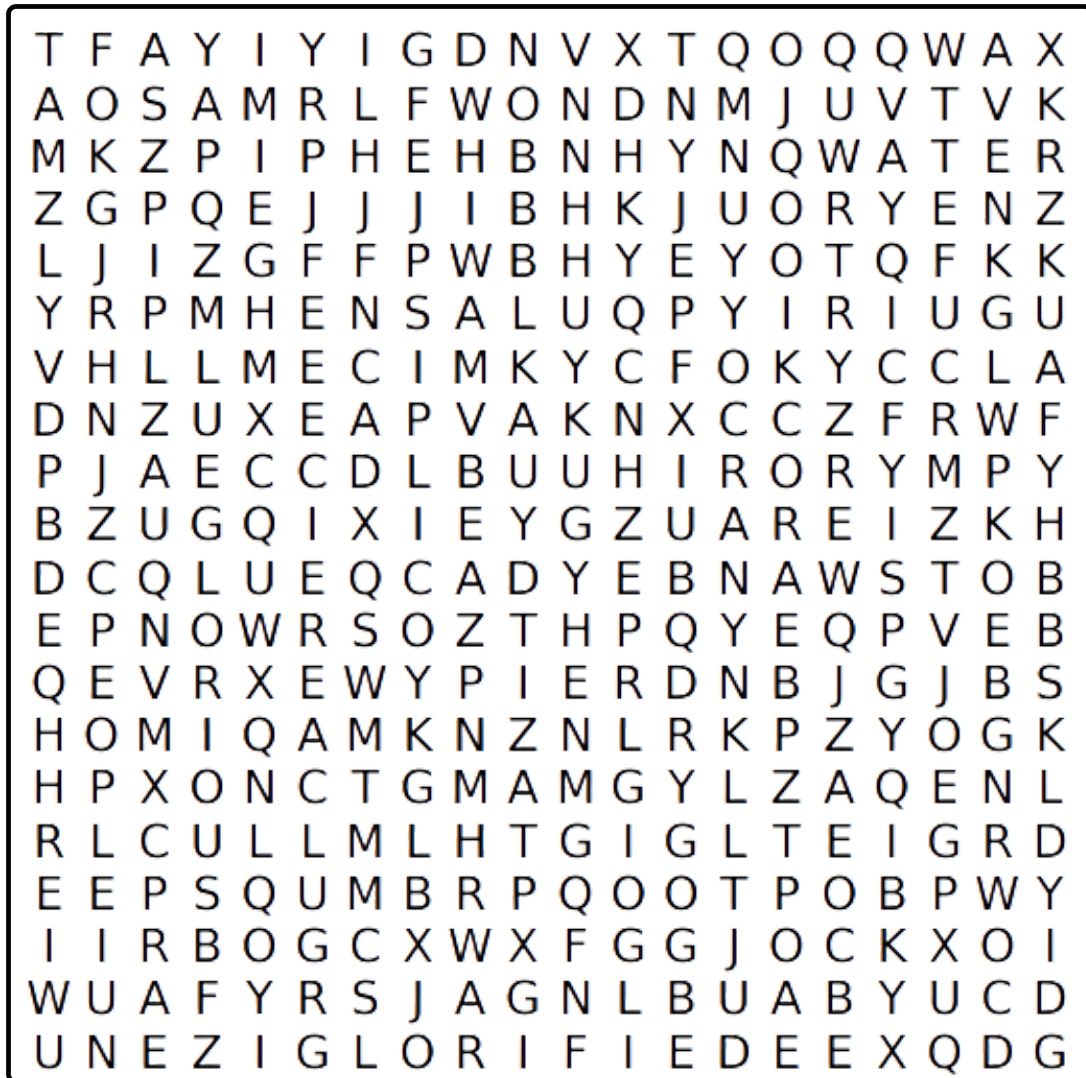 T F A Y I Y I G D N V X T Q O Q Q W A X
A O S A M R L F W O N D N M J U V T V K
M K Z P I P H E H B N H Y N Q W A T E R
Z G P Q E J J J I B H K J U O R Y E N Z
L J I Z G F F P W B H Y E Y O T Q F K K
Y R P M H E N S A L U Q P Y I R I U G U
V H L L M E C I M K Y C F O K Y C C L A
D N Z U X E A P V A K N X C C Z F R W F
P J A E C C D L B U U H I R O R Y M P Y
B Z U G Q I X I E Y G Z U A R E I Z K H
D C Q L U E Q C A D Y E B N A W S T O B
E P N O W R S O Z T H P Q Y E Q P V E B
Q E V R X E W Y P I E R D N B J G J B S
H O M I Q A M K N Z N L R K P Z Y O G K
H P X O N C T G M A M G Y L Z A Q E N L
R L C U L L M L H T G I G L T E I G R D
E E P S Q U M B R P Q O O T P O B P W Y
I I R B O G C X W X F G G J O C K X O I
W U A F Y R S J A G N L B U A B Y U C D
U N E Z I G L O R I F I E D E E X Q D G